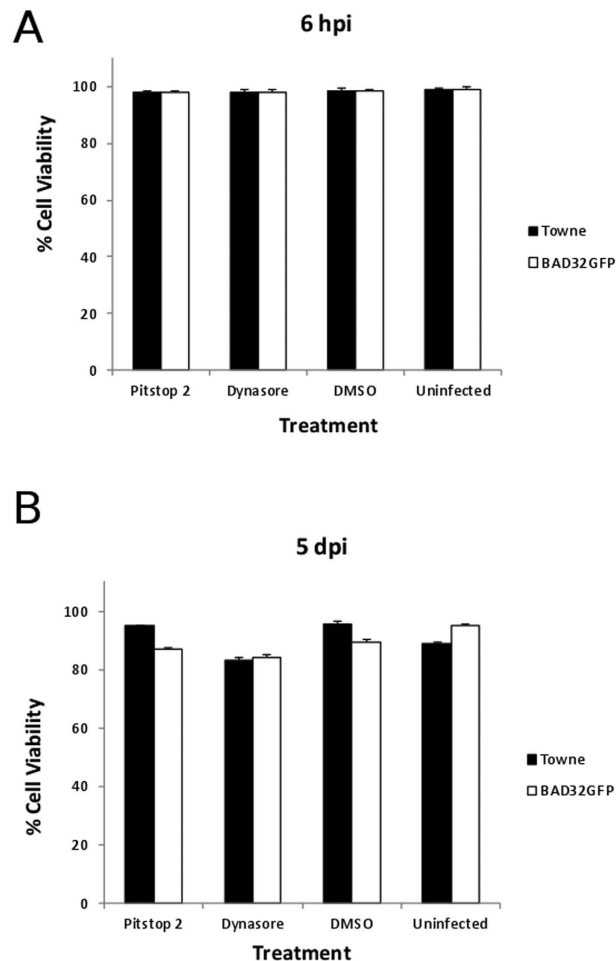 A
6 hpi
100
80
60
40
20
0
% Cell Viability
Pitstop 2 Dynasore DMSO Uninfected
Treatment
Towne
BAD32GFP
B
5 dpi
100
80
60
40
20
0
% Cell Viability
Pitstop 2 Dynasore DMSO Uninfected
Treatment
Towne
BAD32GFP